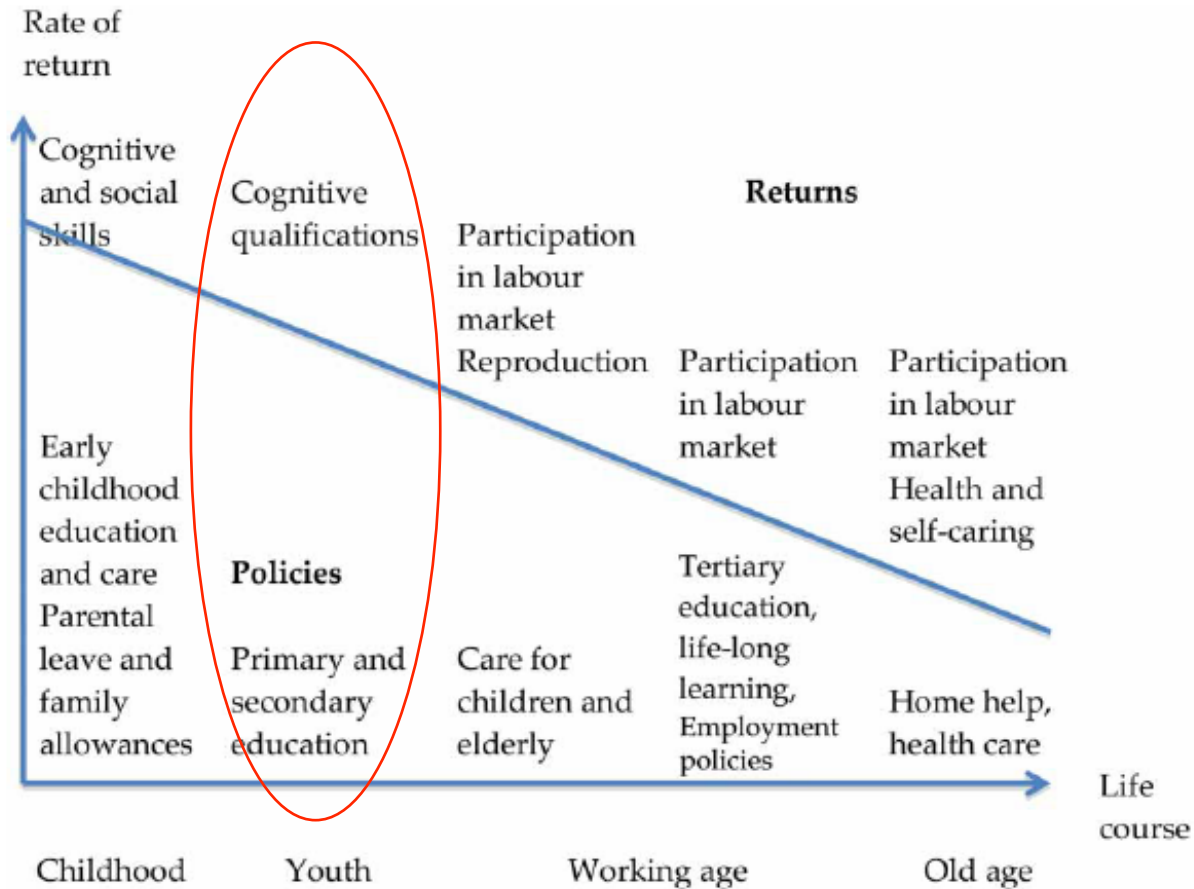 Rate of
return
Cognitive
and social
skills
Cognitive
qualifications
Returns
Participation
in labour
market
Reproduction
Participation
in labour
market
Participation
in labour
market
Health and
self-caring
Early
childhood
education
and care
Parental
leave and
family
allowances
Policies
Primary and
secondary
education
Care for
children and
elderly
Tertiary
education,
life-long
learning,
Employment
policies
Home help,
health care
Life
course
Childhood
Youth
Working age
Old age